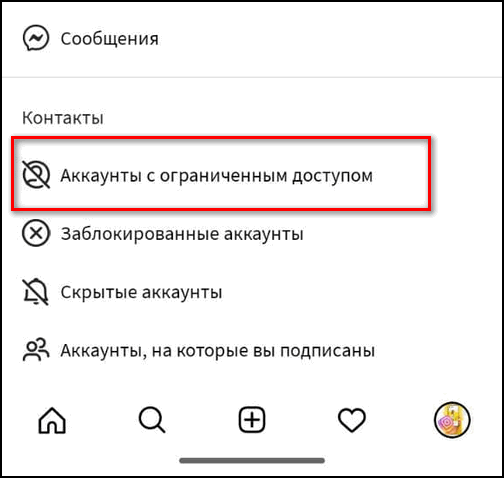 Сообщения
Контакты
Аккаунты с ограниченным доступом
Заблокированные аккаунты
Скрытые аккаунты
Аккаунты, на которые вы подписаны